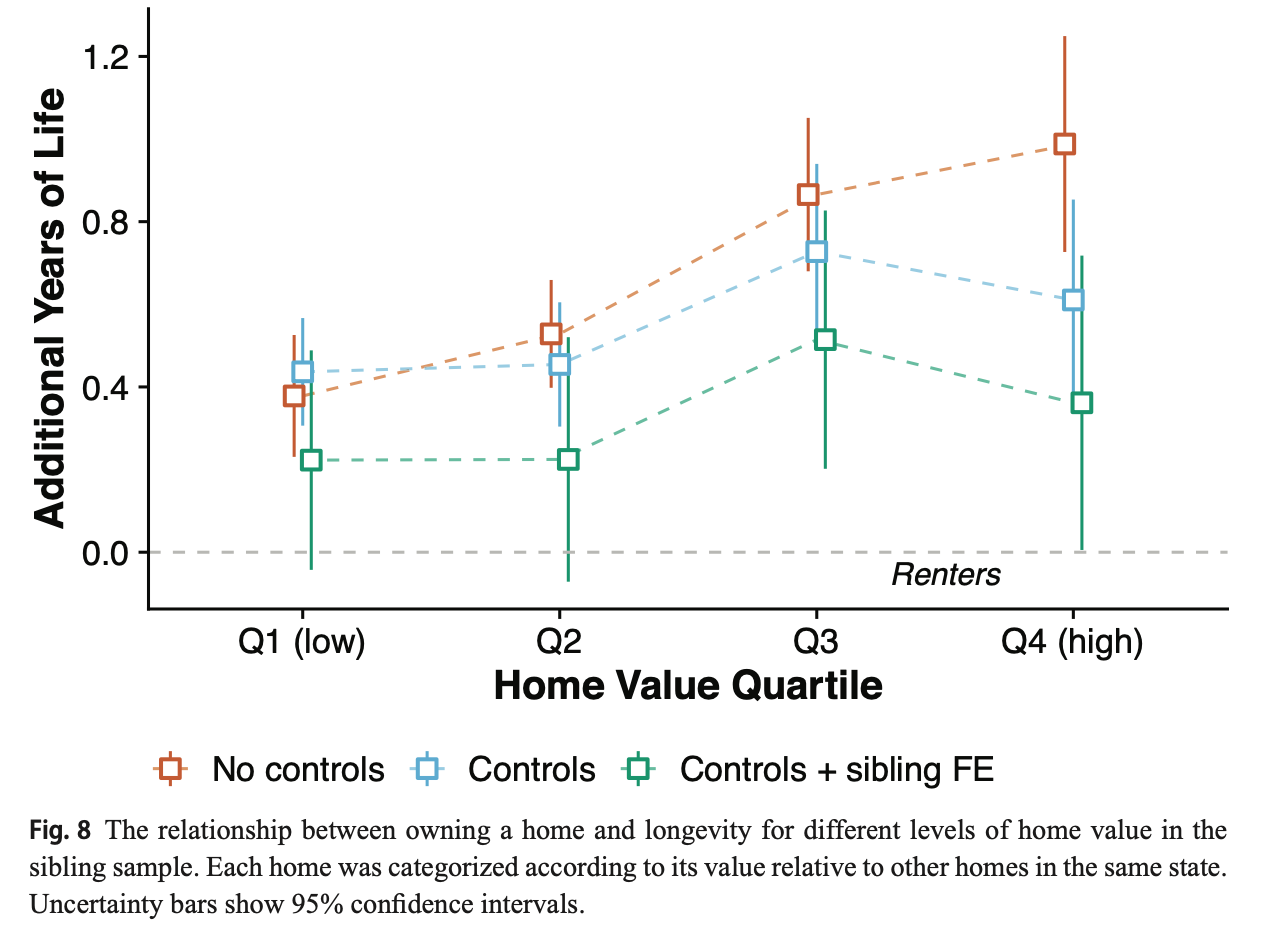 Additional Years of Life
1.2
0.8
0.4
0.0
Renters
Q1 (low) Q2 Q3 Q4 (high)
Home Value Quartile
No controls Controls Controls + sibling FE
Fig. 8 The relationship between owning a home and longevity for different levels of home value in the
sibling sample. Each home was categorized according to its value relative to other homes in the same state.
Uncertainty bars show 95% confidence intervals.